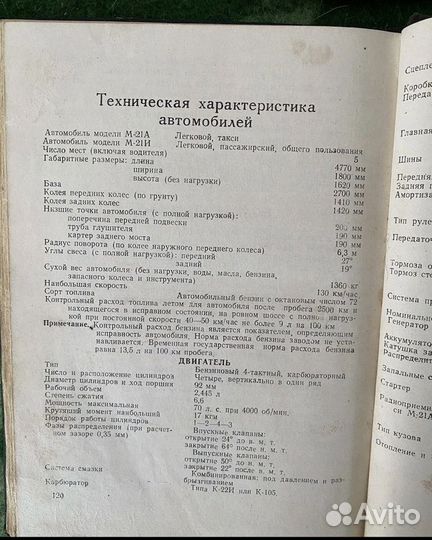 Техническая характеристика
автомобилей
Автомобиль модели М-21А Легковой, такси
Автомобиль модели М-21И Легковой, пассажирский, общего пользования
Число мест (включая водителя) 5
Габаритные размеры: длина 4770 мм
ширина 1800 мм
высота (без нагрузки) 1620 мм
База 2700 мм
Колея передних колес (по грунту) 1410 мм
Колея задних колес 1420 мм
Низшие точки автомобиля (с полной нагрузкой):
поперечина передней подвески 200 мм
труба глушителя 190 мм
картер заднего моста 190 мм
Радиус поворота (по колее наружного переднего колеса) 6,3 м
Углы свеса (с полной нагрузкой): передний 27°
задний 19°
Сухой вес автомобиля (без нагрузки, воды, масла, бензина,
запасного колеса и инструмента) 1360 кг
Наибольшая скорость 130 км/час
Сорт топлива Автомобильный бензин с октановым числом 72
Контрольный расход топлива летом для автомобиля после пробега 2500 км и
находящегося в исправном состоянии, на ровном шоссе с полной нагруз-
кой при постоянной скорости 40—50 км/час не более 9 л на 100 км
Примечание. Контрольный расход бензина является показателем, определяющим
исправность автомобиля. Норма расхода бензина заводом не уста-
навливается. Временная государственная норма расхода бензина
равна 13,5 л на 100 км пробега.
ДВИГАТЕЛЬ
Тип Бензиновый 4-тактный, карбюраторный
Число и расположение цилиндров Четыре, вертикально в один ряд
Диаметр цилиндров и ход поршня 92 мм
Рабочий объем 2,445 л
Степень сжатия 6,6
Мощность максимальная 70 л. с. при 4000 об/мин.
Крутящий момент наибольший 17 кгм
Порядок работы цилиндров 1—2—4—3
Фазы распределения (при расчет- Впускные клапаны:
ном зазоре 0,35 мм) открытие 24° до в. м. т.
закрытие 64° после н. м. т.
Выпускные клапаны:
открытие 50° до н. м. т.
закрытие 22° после в. м. т.
Система смазки Комбинированная: под давлением и раз-
брызгиванием
Карбюратор Типа К-22И или К-105.
120
Сцепле
Коробк
Передат
Главная
Шины
Передня
Задняя п
Амортиза
Тип руле
Передаточ
Тормоза о
Тормоз сто
Система пр
Номинально
Генератор
Аккумулято
Катушка за
Распредели
Запальные с
Стартер
Радиоприем
си М-21А
Тип кузова
Отопление и
Avito